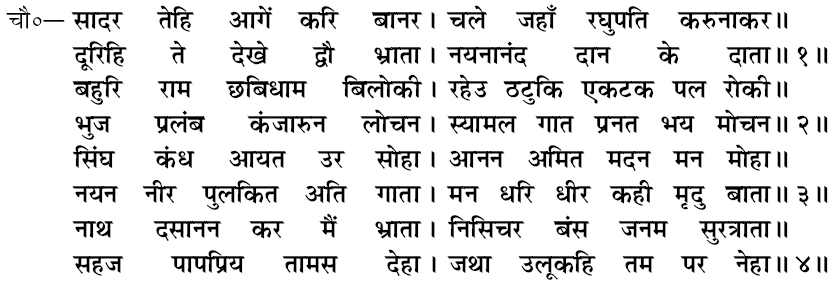 चौ०— सादर तेहि आगें करि बानर। चले जहाँ रघुपति करुनाकर॥
दूरिहि ते देखे द्वौ भ्राता। नयनानंद दान के दाता॥ १॥
बहुरि राम छबिधाम बिलोकी। रहेउ ठटुकि एकटक पल रोकी॥
भुज प्रलंब कंजारुन लोचन। स्यामल गात प्रनत भय मोचन॥ २॥
सिंघ कंध आयत उर सोहा। आनन अमित मदन मन मोहा॥
नयन नीर पुलकित अति गाता। मन धरि धीर कही मृदु बाता॥ ३॥
नाथ दसानन कर मैं भ्राता। निसिचर बंस जनम सुरत्राता॥
सहज पापप्रिय तामस देहा। जथा उलूकहि तम पर नेहा॥ ४॥